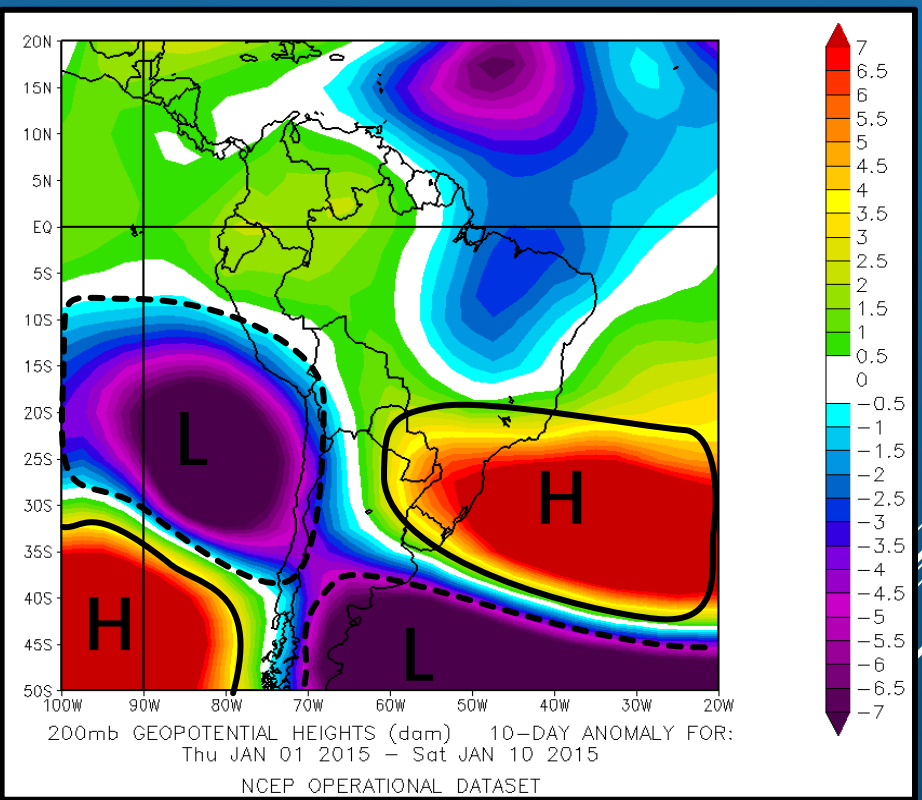 20N
15N
10N
5N
EQ
5S
10S
15S
20S
25S
30S
35S
40S
45S
50S
100W 90W 80W 70W 60W 50W 40W 30W 20W
L
H
H
L
7
6.5
6
5.5
5
4.5
4
3.5
3
2.5
2
1.5
1
0.5
0
-0.5
-1
-1.5
-2
-2.5
-3
-3.5
-4
-4.5
-5
-5.5
-6
-6.5
-7
200mb GEOPOTENTIAL HEIGHTS (dam) 10-DAY ANOMALY FOR:
Thu JAN 01 2015 - Sat JAN 10 2015
NCEP OPERATIONAL DATASET